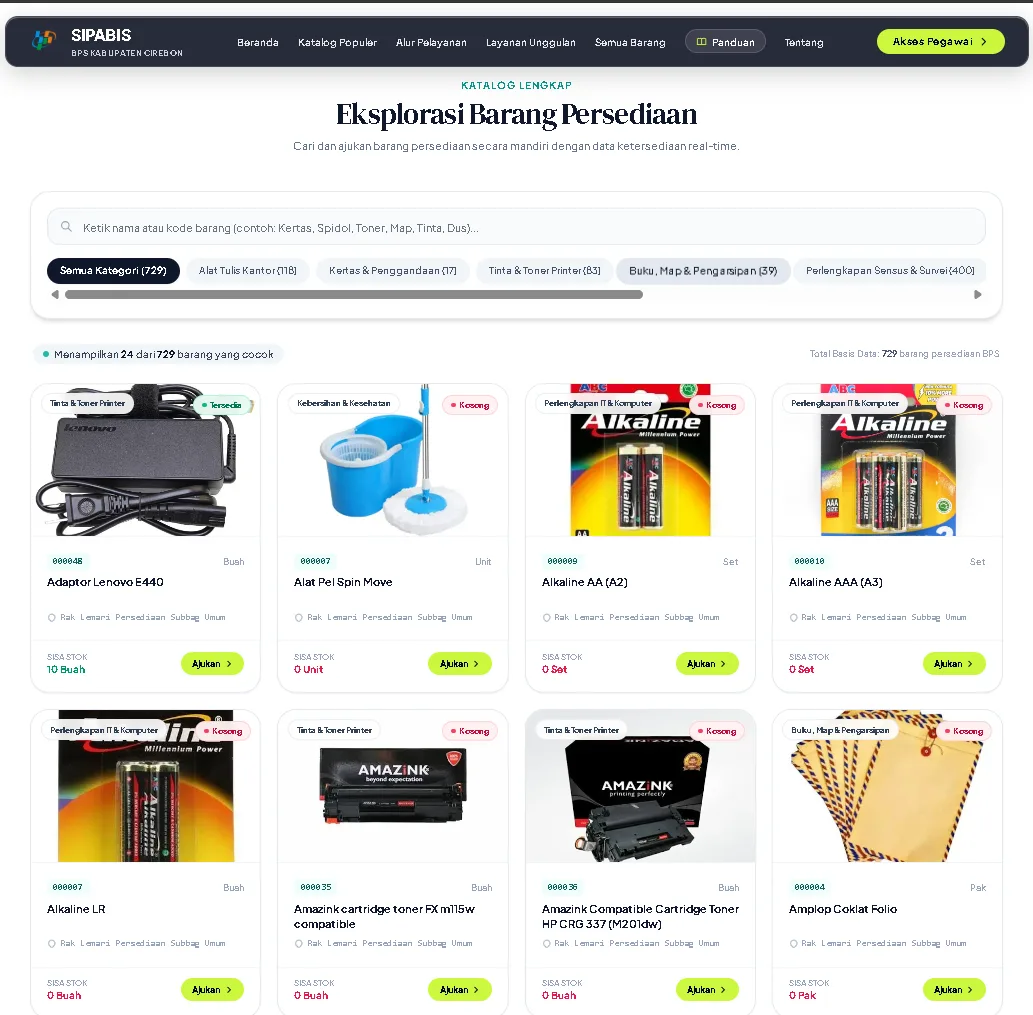 SIPABIS
BPS KABUPATEN CIREBON
Beranda Katalog Populer Alur Pelayanan Layanan Unggulan Semua Barang Panduan Tentang Akses Pegawai
KATALOG LENGKAP
Eksplorasi Barang Persediaan
Cari dan ajukan barang persediaan secara mandiri dengan data ketersediaan real-time.
Ketik nama atau kode barang (contoh: Kertas, Spidol, Toner, Map, Tinta, Dus)...
Semua Kategori (729) Alat Tulis Kantor (118) Kertas & Penggandaan (17) Tinta & Toner Printer (83) Buku, Map & Pengarsipan (39) Perlengkapan Sensus & Survei (400)
Menampilkan 24 dari 729 barang yang cocok
Total Basis Data: 729 barang persediaan BPS
Tinta & Toner Printer
Tersedia
lenovo
000048 Buah
Adaptor Lenovo E440
Rak Lemari Persediaan Subbag Umum
SISA STOK
10 Buah
Ajukan
Kebersihan & Kesehatan
Kosong
000007 Unit
Alat Pel Spin Move
Rak Lemari Persediaan Subbag Umum
SISA STOK
0 Unit
Ajukan
ABC
Perlengkapan IT & Komputer
Kosong
Alkaline
Millennium Power
Alkaline
Alkaline
AA
000009 Set
Alkaline AA (A2)
Rak Lemari Persediaan Subbag Umum
SISA STOK
0 Set
Ajukan
ABC
Perlengkapan IT & Komputer
Kosong
Alkaline
Millennium Power
AAA
SIZE
000010 Set
Alkaline AAA (A3)
Rak Lemari Persediaan Subbag Umum
SISA STOK
0 Set
Ajukan
Perlengkapan IT & Komputer
Kosong
Millennium Power
Alkaline
000007 Buah
Alkaline LR
Rak Lemari Persediaan Subbag Umum
SISA STOK
0 Buah
Ajukan
Tinta & Toner Printer
Kosong
AMAZiNK
beyond expectation
000035 Buah
Amazink cartridge toner FX m115w
compatible
Rak Lemari Persediaan Subbag Umum
SISA STOK
0 Buah
Ajukan
Tinta & Toner Printer
Kosong
AMAZiNK
printing perfectly
000036 Buah
Amazink Compatible Cartridge Toner
HP CRG 337 (M201dw)
Rak Lemari Persediaan Subbag Umum
SISA STOK
0 Buah
Ajukan
Buku, Map & Pengarsipan
Kosong
000004 Pak
Amplop Coklat Folio
Rak Lemari Persediaan Subbag Umum
SISA STOK
0 Pak
Ajukan